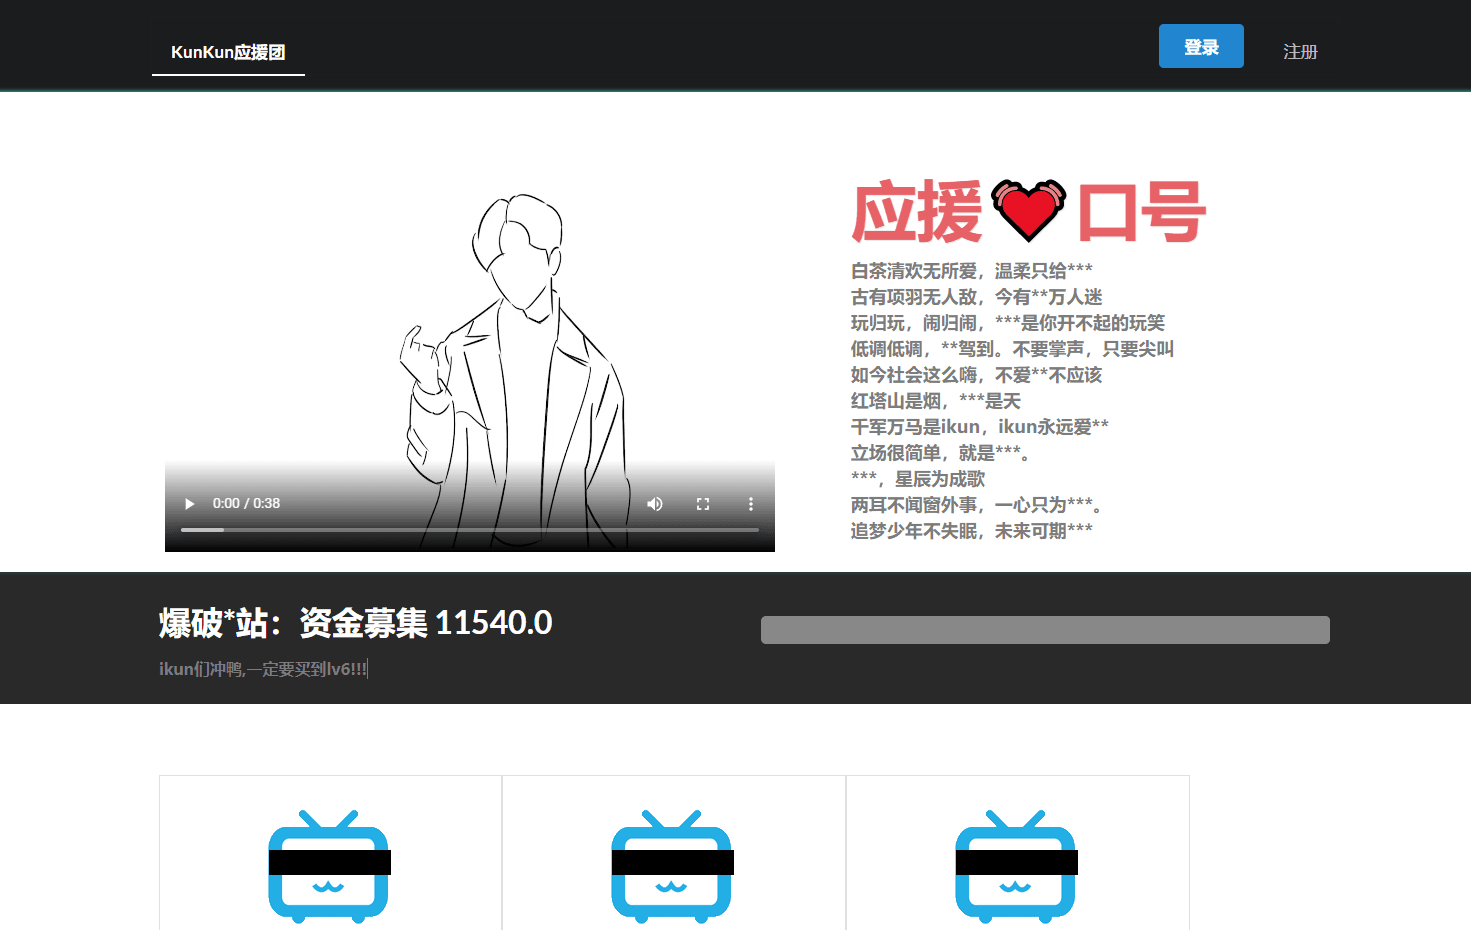 KunKun应援团
登录
注册
应援 口号
白茶清欢无所爱，温柔只给***
古有项羽无人敌，今有**万人迷
玩归玩，闹归闹，***是你开不起的玩笑
低调低调，**驾到。不要掌声，只要尖叫
如今社会这么嗨，不爱**不应该
红塔山是烟，***是天
千军万马是ikun，ikun永远爱**
立场很简单，就是***。
***，星辰为成歌
两耳不闻窗外事，一心只为***。
追梦少年不失眠，未来可期***
0:00 / 0:38
爆破*站：资金募集 11540.0
ikun们冲鸭,一定要买到lv6!!!